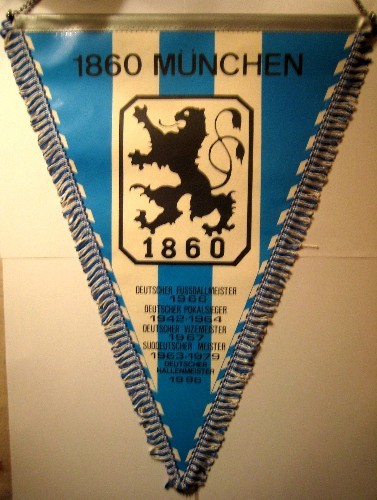 1860 MÜNCHEN
1860
DEUTSCHER FUSSBALLMEISTER
1966
DEUTSCHER POKALSIEGER
1942-1964
DEUTSCHER VIZEMEISTER
1967
SÜDDEUTSCHER MEISTER
1963-1979
DEUTSCHER
HALLENMEISTER
1996